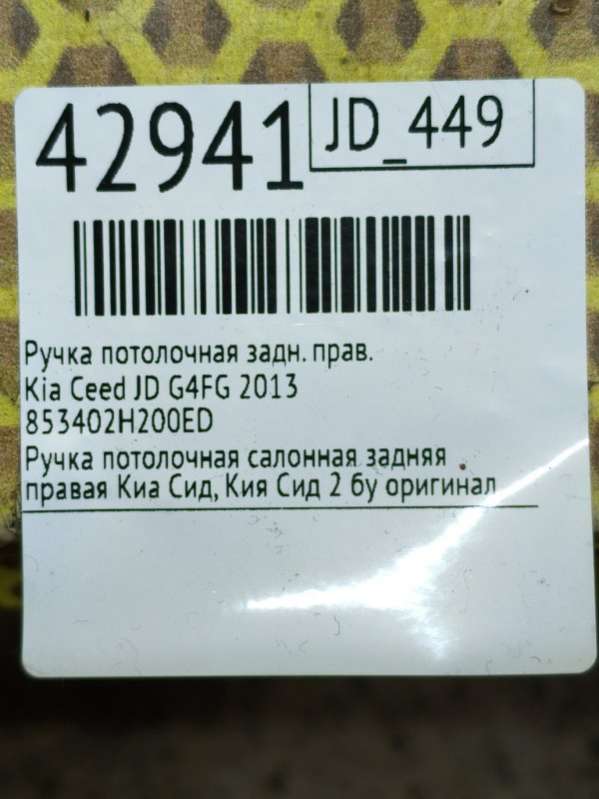 42941
JD_449
Ручка потолочная задн. прав.
Kia Ceed JD G4FG 2013
853402H200ED
Ручка потолочная салонная задняя
правая Киа Сид, Кия Сид 2 бу оригинал